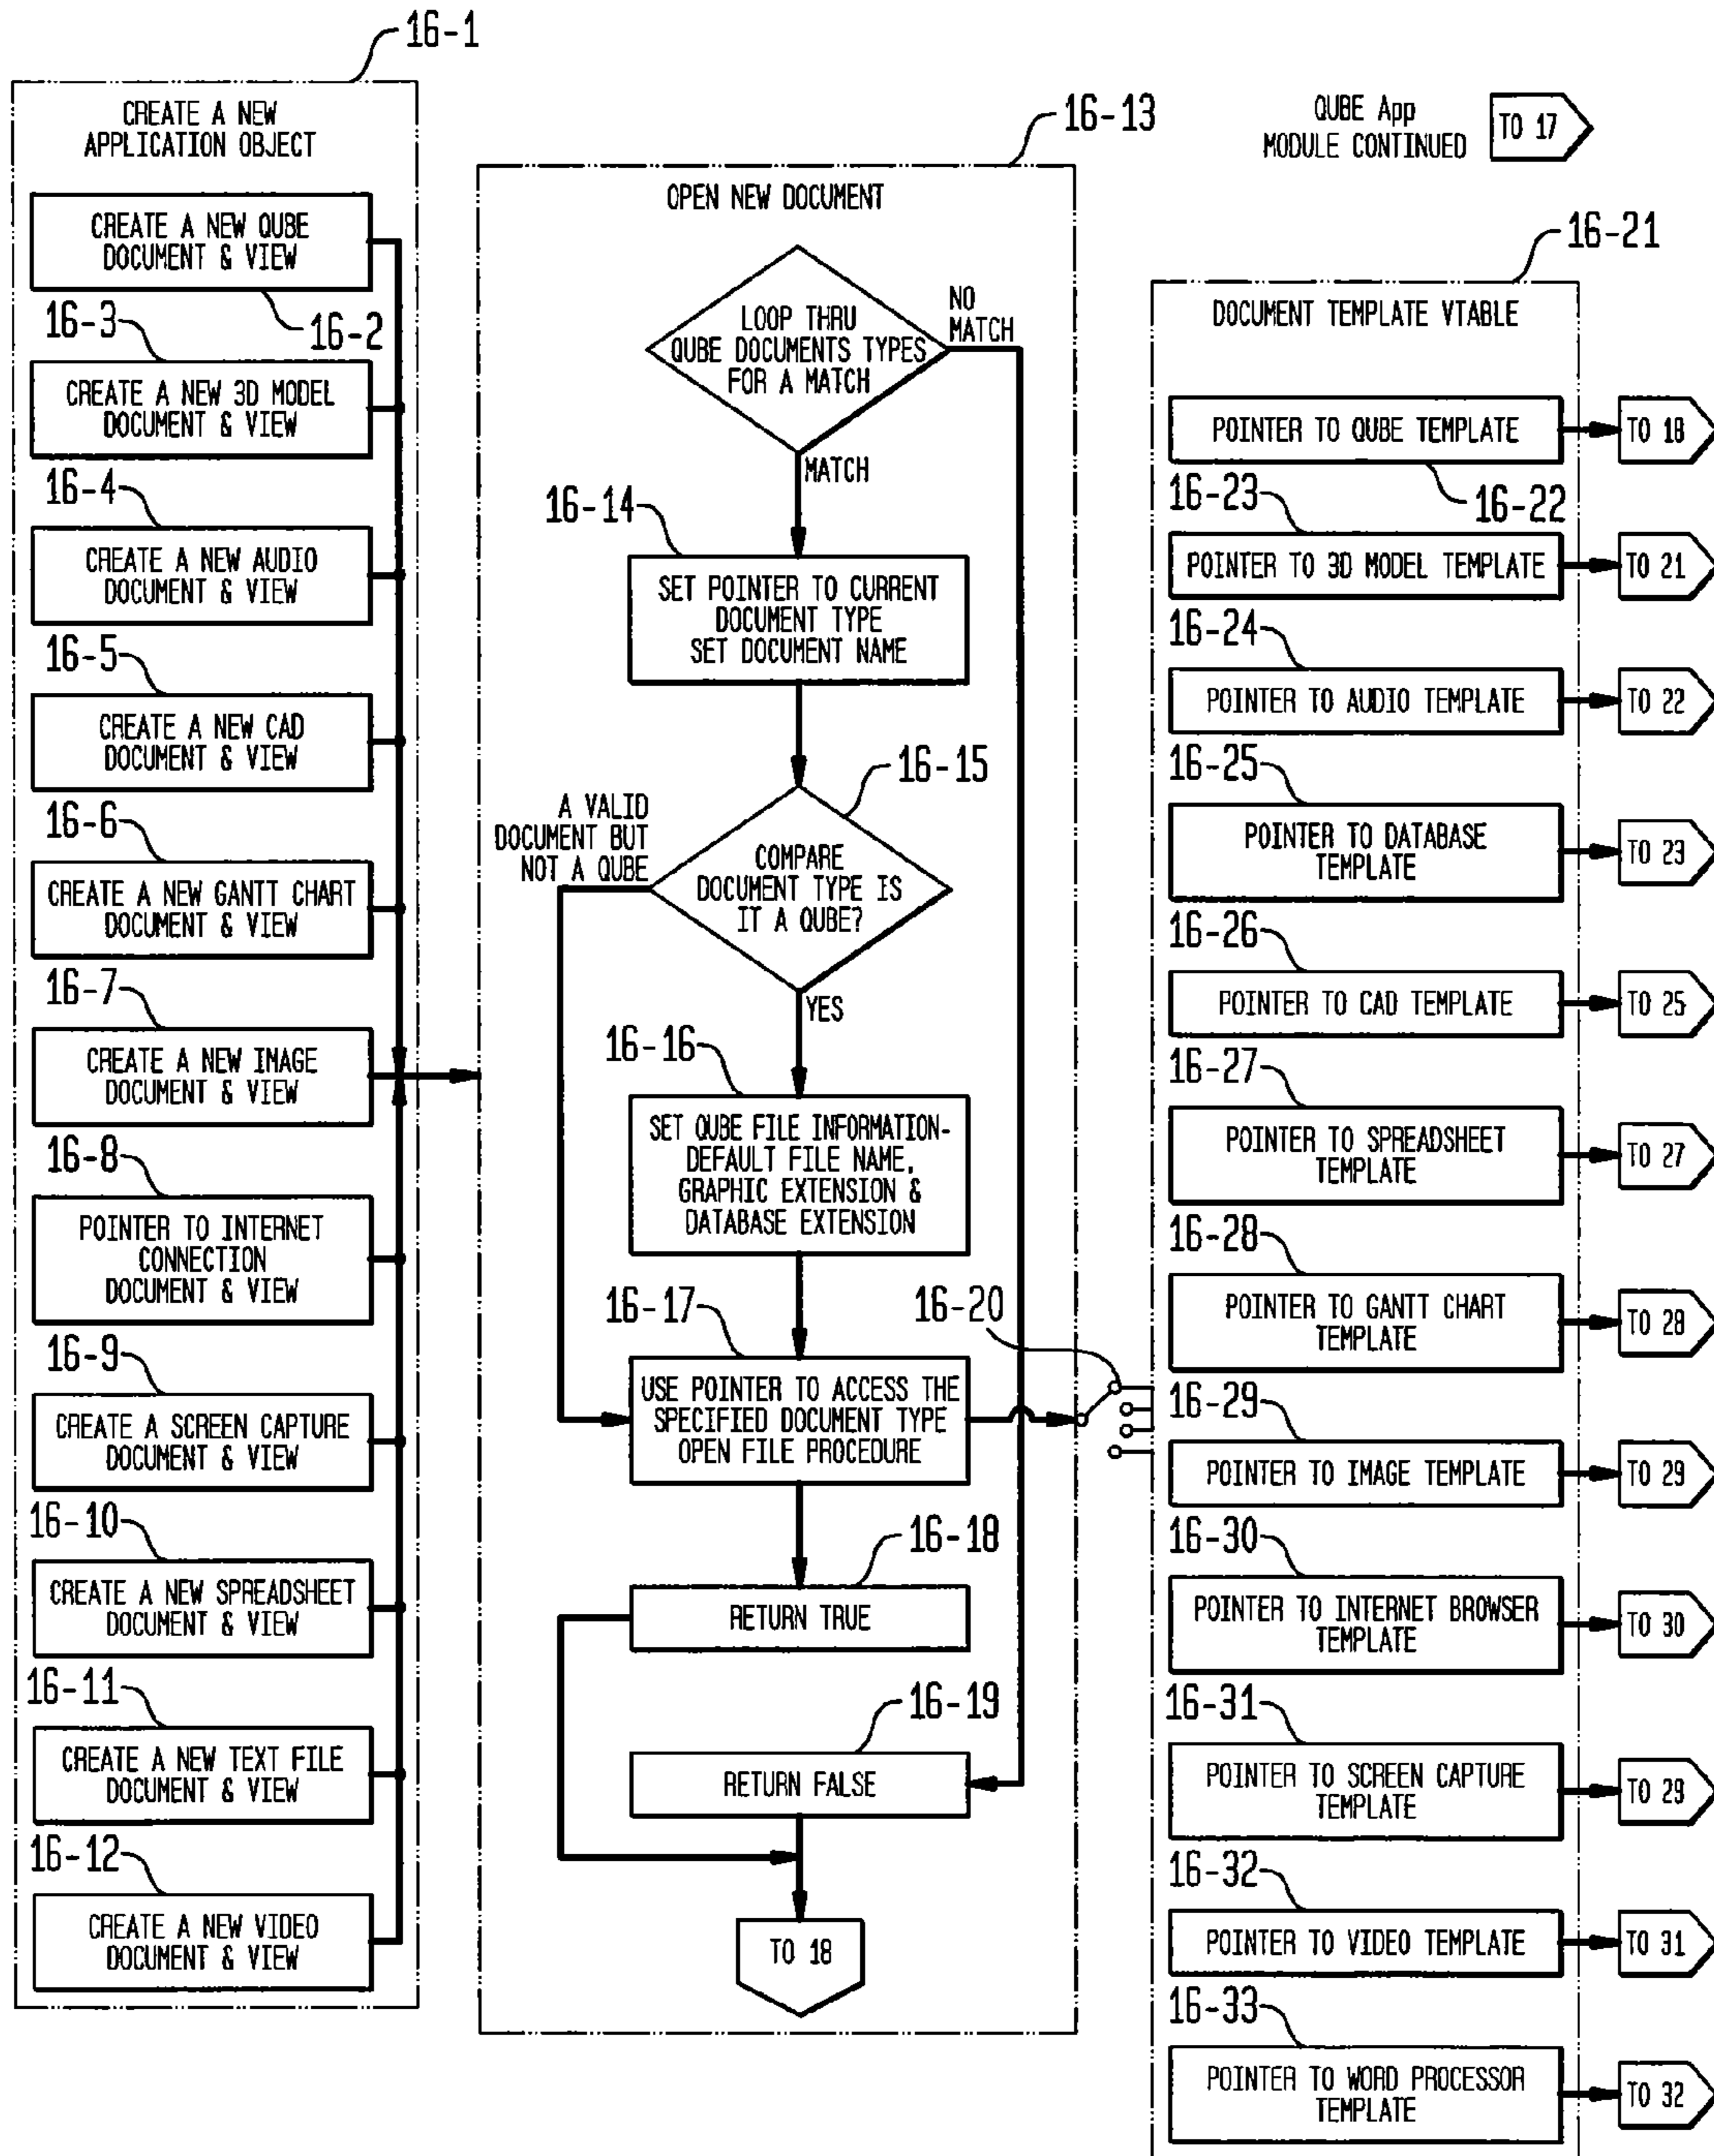 16-1
CREATE A NEW
APPLICATION OBJECT
CREATE A NEW QUBE
DOCUMENT & VIEW
16-2
16-3
CREATE A NEW 3D MODEL
DOCUMENT & VIEW
16-4
CREATE A NEW AUDIO
DOCUMENT & VIEW
16-5
CREATE A NEW CAD
DOCUMENT & VIEW
16-6
CREATE A NEW GANTT CHART
DOCUMENT & VIEW
16-7
CREATE A NEW IMAGE
DOCUMENT & VIEW
16-8
POINTER TO INTERNET
CONNECTION
DOCUMENT & VIEW
16-9
CREATE A SCREEN CAPTURE
DOCUMENT & VIEW
16-10
CREATE A NEW SPREADSHEET
DOCUMENT & VIEW
16-11
CREATE A NEW TEXT FILE
DOCUMENT & VIEW
16-12
CREATE A NEW VIDEO
DOCUMENT & VIEW
16-13
OPEN NEW DOCUMENT
LOOP THRU
QUBE DOCUMENTS TYPES
FOR A MATCH
NO
MATCH
MATCH
16-14
SET POINTER TO CURRENT
DOCUMENT TYPE
SET DOCUMENT NAME
16-15
A VALID
DOCUMENT BUT
NOT A QUBE
COMPARE
DOCUMENT TYPE IS
IT A QUBE?
YES
16-16
SET QUBE FILE INFORMATION-
DEFAULT FILE NAME,
GRAPHIC EXTENSION &
DATABASE EXTENSION
16-17
USE POINTER TO ACCESS THE
SPECIFIED DOCUMENT TYPE
OPEN FILE PROCEDURE
16-18
RETURN TRUE
16-19
RETURN FALSE
TO 18
16-20
QUBE App
MODULE CONTINUED
TO 17
16-21
DOCUMENT TEMPLATE VTABLE
POINTER TO QUBE TEMPLATE
TO 18
16-22
16-23
POINTER TO 3D MODEL TEMPLATE
TO 21
16-24
POINTER TO AUDIO TEMPLATE
TO 22
16-25
POINTER TO DATABASE
TEMPLATE
TO 23
16-26
POINTER TO CAD TEMPLATE
TO 25
16-27
POINTER TO SPREADSHEET
TEMPLATE
TO 27
16-28
POINTER TO GANTT CHART
TEMPLATE
TO 28
16-29
POINTER TO IMAGE TEMPLATE
TO 29
16-30
POINTER TO INTERNET BROWSER
TEMPLATE
TO 30
16-31
POINTER TO SCREEN CAPTURE
TEMPLATE
TO 29
16-32
POINTER TO VIDEO TEMPLATE
TO 31
16-33
POINTER TO WORD PROCESSOR
TEMPLATE
TO 32